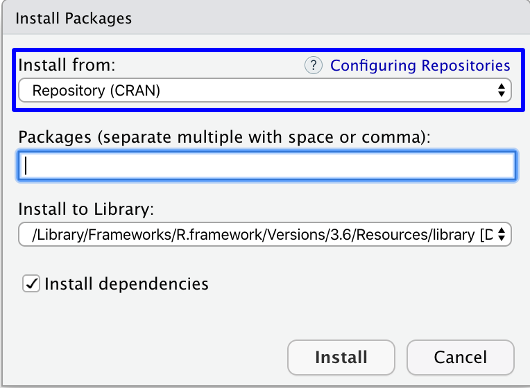 Install Packages
Install from:
? Configuring Repositories
Repository (CRAN)
Packages (separate multiple with space or comma):
Install to Library:
/Library/Frameworks/R.framework/Versions/3.6/Resources/library [D
Install dependencies
Install
Cancel